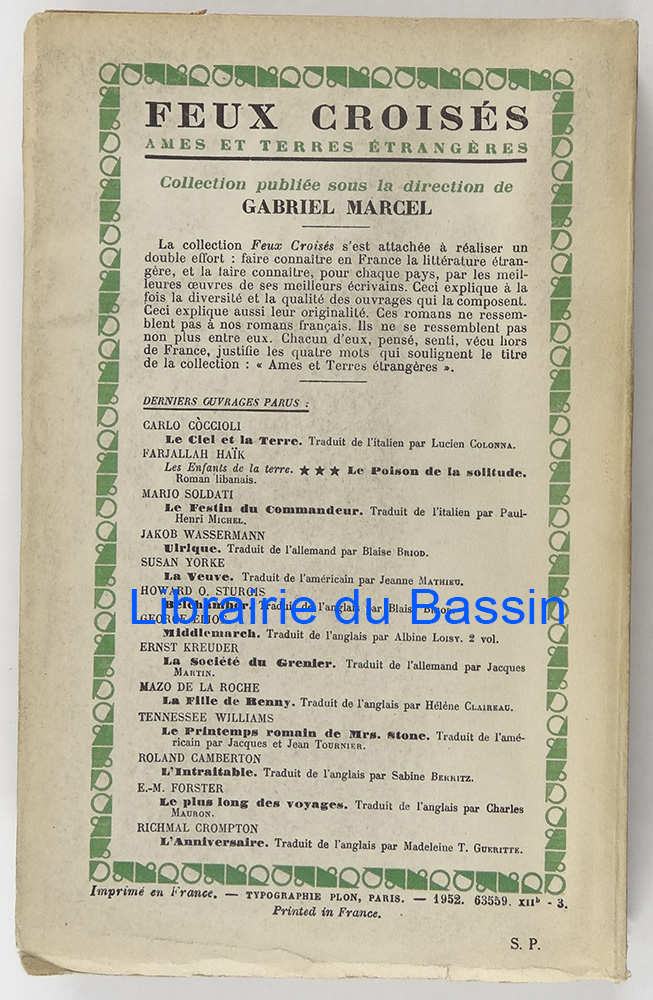 FEUX CROISÉS
AMES ET TERRES ÉTRANGÈRES
Collection publiée sous la direction de
GABRIEL MARCEL
La collection Feux Croisés s'est attachée à réaliser un
double effort : faire connaître en France la littérature étran-
gère, et la faire connaître, pour chaque pays, par les meil-
leures œuvres de ses meilleurs écrivains. Ceci explique à la
fois la diversité et la qualité des ouvrages qui la composent.
Ceci explique aussi leur originalité. Ces romans ne ressem-
blent pas à nos romans français. Ils ne se ressemblent pas
non plus entre eux. Chacun d'eux, pensé, senti, vécu hors
de France, justifie les quatre mots qui soulignent le titre
de la collection : « Ames et Terres étrangères ».
DERNIERS OUVRAGES PARUS :
CARLO CÒCCIOLI
Le Ciel et la Terre. Traduit de l'italien par Lucien COLONNA.
FARJALLAH HAÏK
Les Enfants de la terre. ★★★ Le Poison de la solitude.
Roman libanais.
MARIO SOLDATI
Le Festin du Commandeur. Traduit de l'italien par Paul-
Henri MICHEL.
JAKOB WASSERMANN
Ulrique. Traduit de l'allemand par Blaise BRIOD.
SUSAN YORKE
La Veuve. Traduit de l'américain par Jeanne MATHIEU.
HOWARD O. STURGIS
Belchamber. Traduit de l'anglais par Blaise BRIOD.
Librairie du Bassin
GEORGE ELIOT
Middlemarch. Traduit de l'anglais par Albine LOISY. 2 vol.
ERNST KREUDER
La Société du Grenier. Traduit de l'allemand par Jacques
MARTIN.
MAZO DE LA ROCHE
La Fille de Renny. Traduit de l'anglais par Hélène CLAIREAU.
TENNESSEE WILLIAMS
Le Printemps romain de Mrs. Stone. Traduit de l'amé-
ricain par Jacques et Jean TOURNIER.
ROLAND CAMBERTON
L'Intraitable. Traduit de l'anglais par Sabine BERRITZ.
E.-M. FORSTER
Le plus long des voyages. Traduit de l'anglais par Charles
MAURON.
RICHMAL CROMPTON
L'Anniversaire. Traduit de l'anglais par Madeleine T. GUERITTE.
Imprimé en France. — TYPOGRAPHIE PLON, PARIS. — 1952. 63559. XIIb - 3.
Printed in France.
S. P.